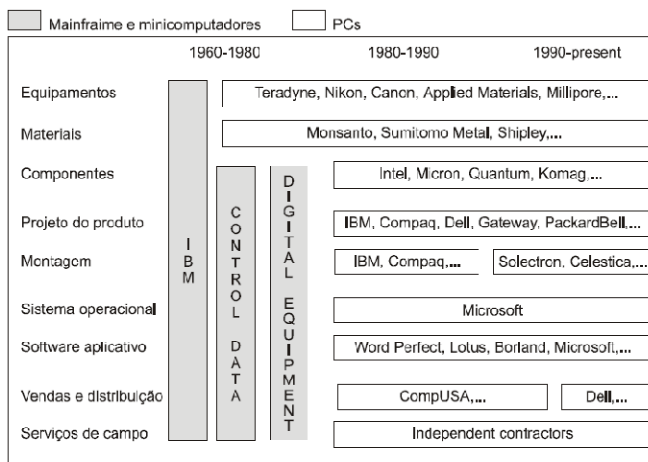 Mainfraime e minicomputadores PCs
1960-1980 1980-1990 1990-present
Equipamentos Teradyne, Nikon, Canon, Applied Materials, Millipore,...
Materiais Monsanto, Sumitomo Metal, Shipley,...
Componentes Intel, Micron, Quantum, Komag,...
Projeto do produto IBM, Compaq, Dell, Gateway, PackardBell,...
Montagem IBM, Compaq,... Solectron, Celestica,...
Sistema operacional Microsoft
Software aplicativo Word Perfect, Lotus, Borland, Microsoft,...
Vendas e distribuição CompUSA,... Dell,...
Serviços de campo Independent contractors
IBM
CONTROL DATA
DIGITAL EQUIPMENT